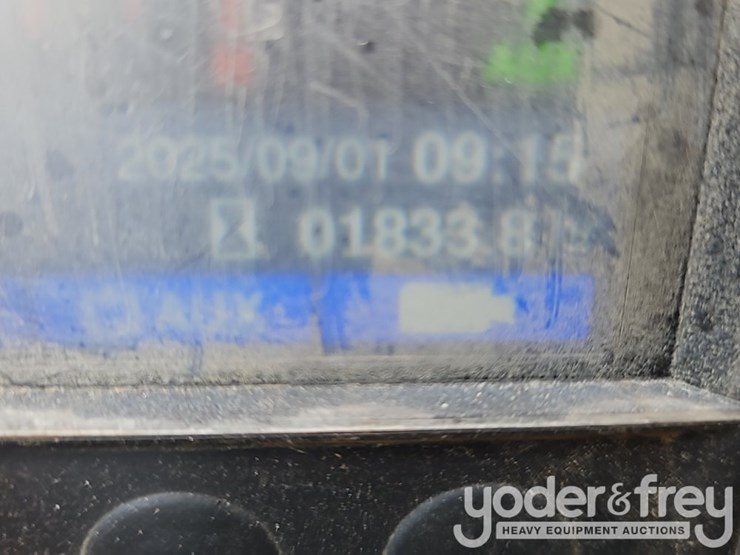 2025/09/01 09:15
01833.8 h
AUX
yoder&frey
HEAVY EQUIPMENT AUCTIONS